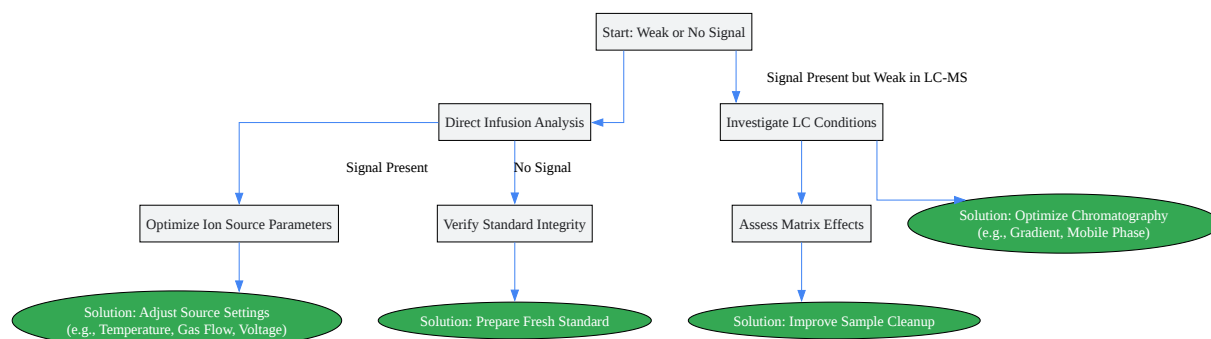 Start: Weak or No Signal
Signal Present but Weak in LC-MS
Direct Infusion Analysis
Investigate LC Conditions
Signal Present
No Signal
Optimize Ion Source Parameters
Verify Standard Integrity
Assess Matrix Effects
Solution: Optimize Chromatography
(e.g., Gradient, Mobile Phase)
Solution: Adjust Source Settings
(e.g., Temperature, Gas Flow, Voltage)
Solution: Prepare Fresh Standard
Solution: Improve Sample Cleanup